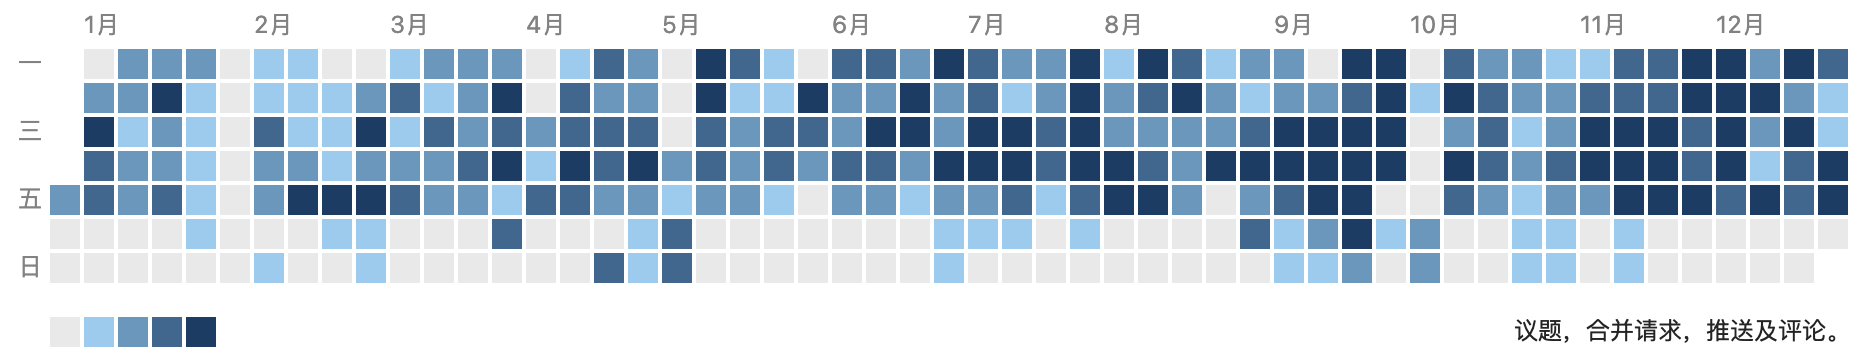 1月 2月 3月 4月 5月 6月 7月 8月 9月 10月 11月 12月
一
三
五
日
议题，合并请求，推送及评论。